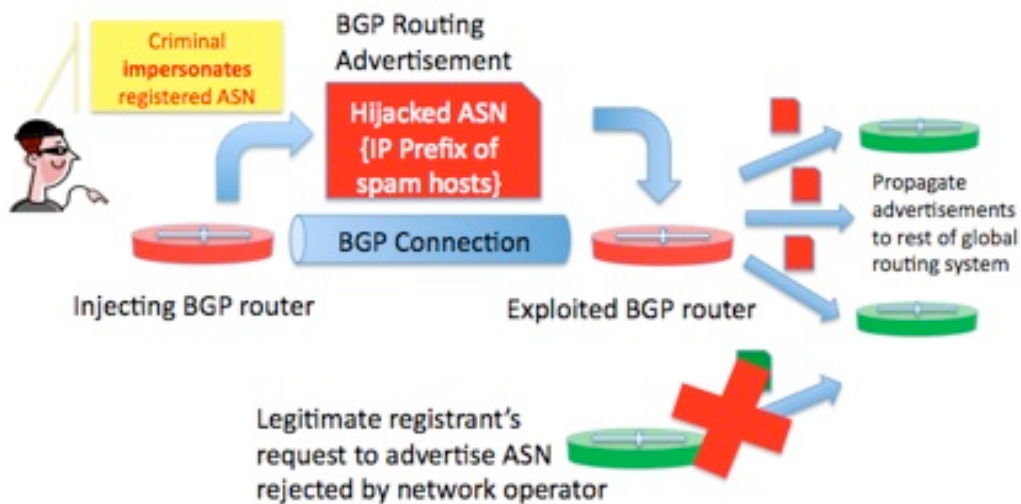 Criminal
impersonates
registered ASN
BGP Routing
Advertisement
Hijacked ASN
{IP Prefix of
spam hosts}
BGP Connection
Injecting BGP router
Exploited BGP router
Propagate
advertisements
to rest of global
routing system
Legitimate registrant's
request to advertise ASN
rejected by network operator